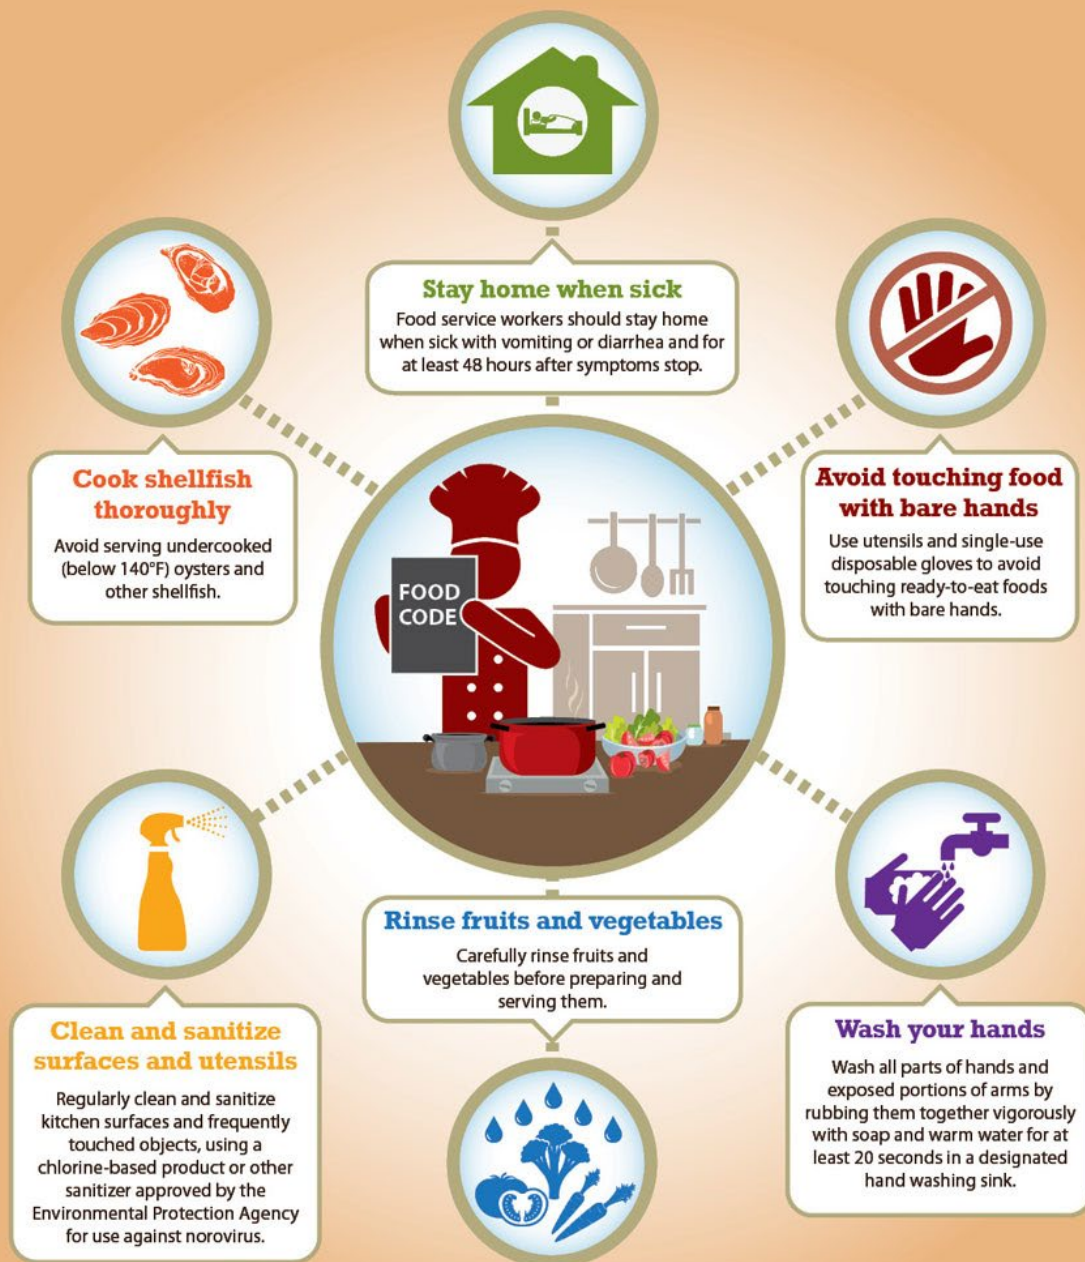 Stay home when sick
Food service workers should stay home
when sick with vomiting or diarrhea and for
at least 48 hours after symptoms stop.
Cook shellfish
thoroughly
Avoid serving undercooked
(below 140°F) oysters and
other shellfish.
Avoid touching food
with bare hands
Use utensils and single-use
disposable gloves to avoid
touching ready-to-eat foods
with bare hands.
FOOD
CODE
Rinse fruits and vegetables
Carefully rinse fruits and
vegetables before preparing and
serving them.
Clean and sanitize
surfaces and utensils
Regularly clean and sanitize
kitchen surfaces and frequently
touched objects, using a
chlorine-based product or other
sanitizer approved by the
Environmental Protection Agency
for use against norovirus.
Wash your hands
Wash all parts of hands and
exposed portions of arms by
rubbing them together vigorously
with soap and warm water for at
least 20 seconds in a designated
hand washing sink.